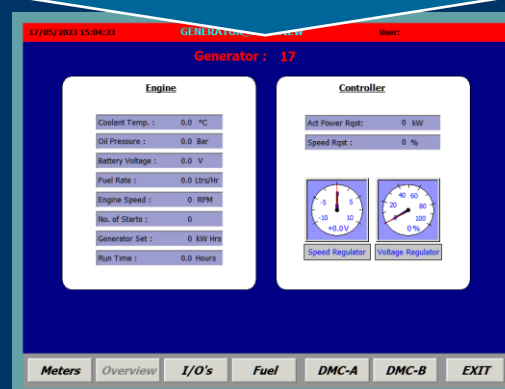 17/05/2023 15:04:33 User:
Generator : 17
Engine
Coolant Temp. : 0.0 °C
Oil Pressure : 0.0 Bar
Battery Voltage : 0.0 V
Fuel Rate : 0.0 Ltrs/Hr
Engine Speed : 0 RPM
No. of Starts : 0
Generator Set : 0 kW Hrs
Run Time : 0.0 Hours
Controller
Act Power Rqst: 0 kW
Speed Rqst : 0 %
-5 5
-10 10
+0.0V
Speed Regulator
40 60
20 80
0 100
0%
Voltage Regulator
Meters Overview I/O's Fuel DMC-A DMC-B EXIT